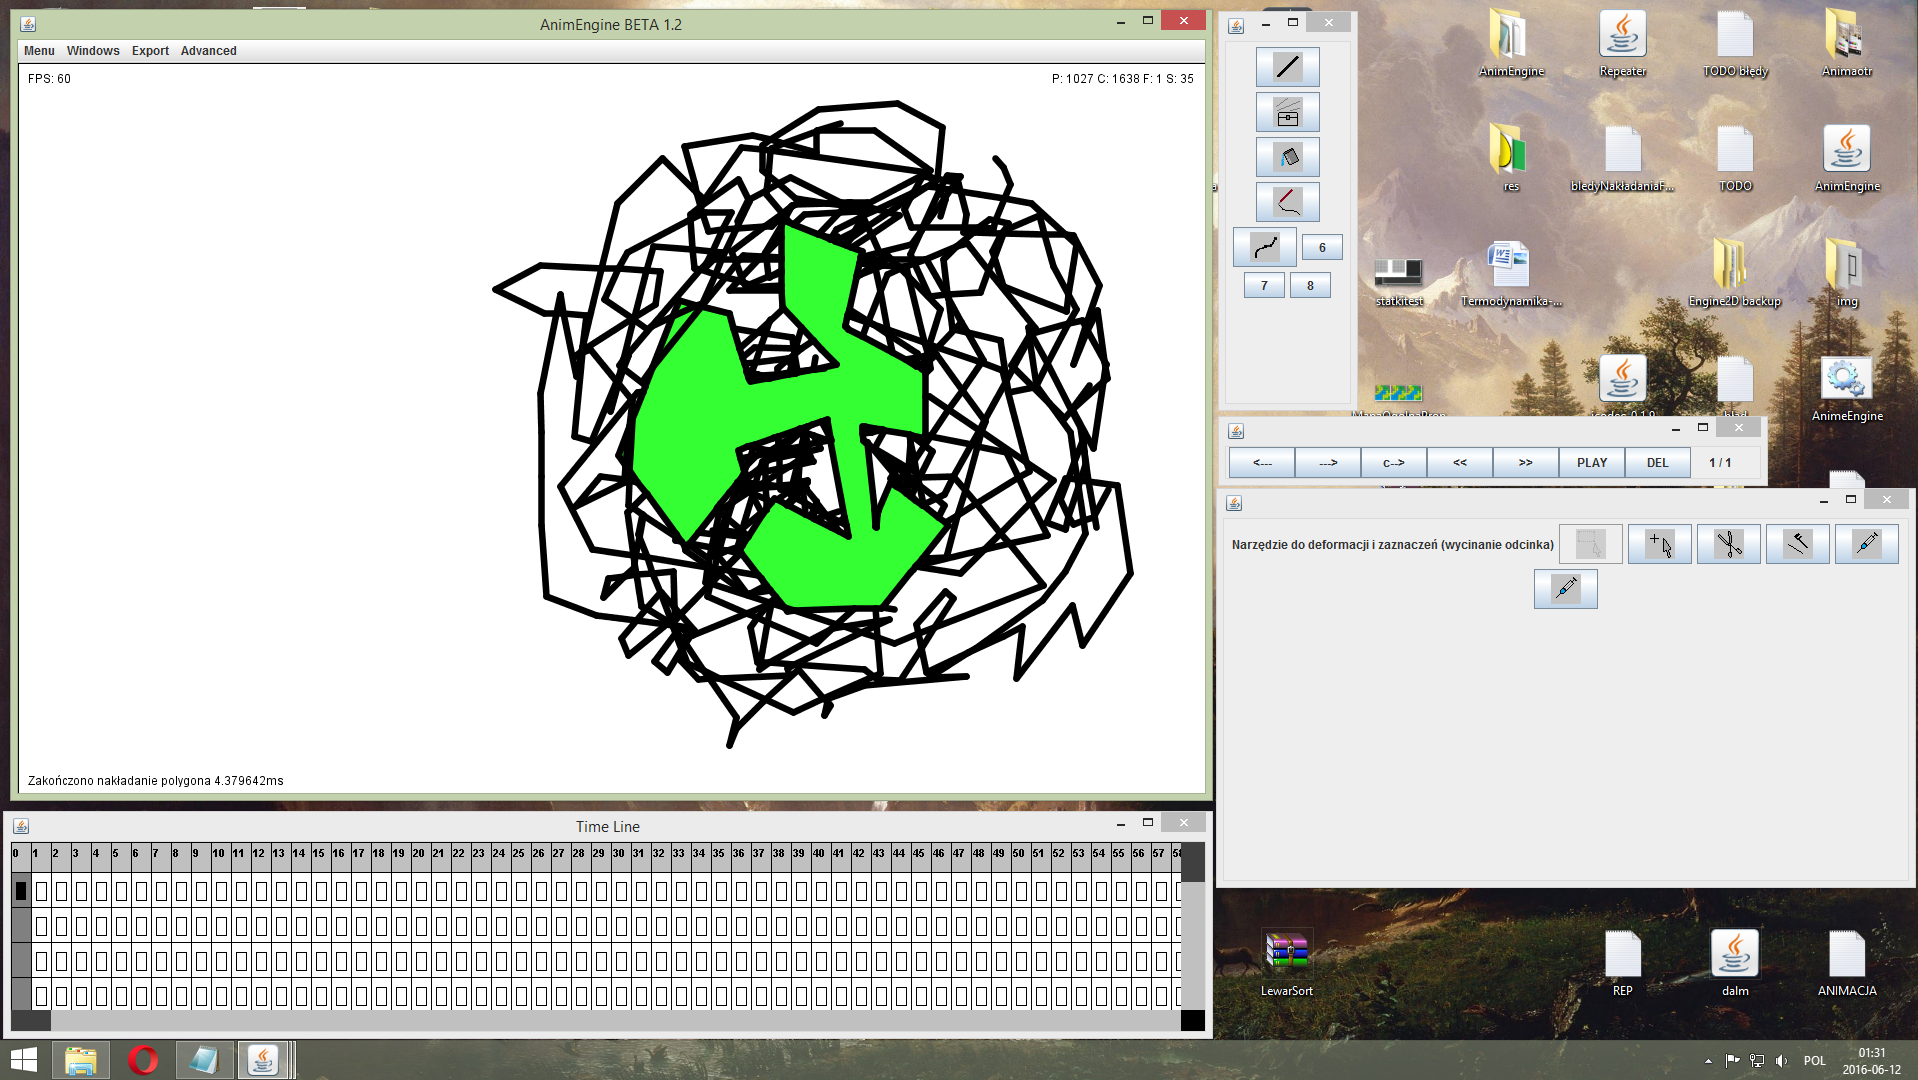 AnimEngine BETA 1.2
Menu Windows Export Advanced
FPS: 60
P: 1027 C: 1638 F: 1 S: 35
Zakończono nakładanie polygona 4.379642ms
Time Line
0 1 2 3 4 5 6 7 8 9 10 11 12 13 14 15 16 17 18 19 20 21 22 23 24 25 26 27 28 29 30 31 32 33 34 35 36 37 38 39 40 41 42 43 44 45 46 47 48 49 50 51 52 53 54 55 56 57 58
6
7 8
<--- ---> c--> << >> PLAY DEL 1 / 1
Narzędzie do deformacji i zaznaczeń (wycinanie odcinka)
AnimEngine
Repeater
TODO błędy
Animaotr
res
bledyNakładaniaF...
TODO
AnimEngine
statkitest
Termodynamika-...
Engine2D backup
img
AnimeEngine
LewarSort
REP
dalm
ANIMACJA
POL
01:31
2016-06-12